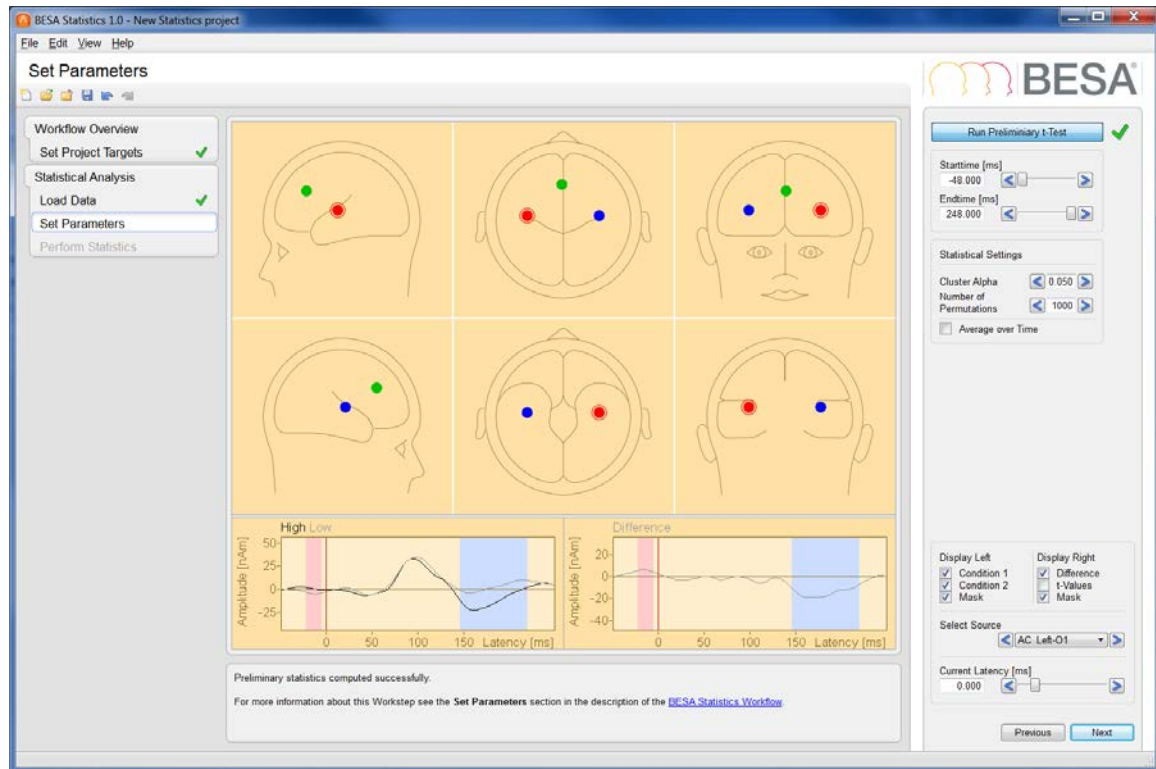 BESA Statistics 1.0 - New Statistics project
File Edit View Help
Set Parameters
BESA®
Workflow Overview
Set Project Targets
Statistical Analysis
Load Data
Set Parameters
Perform Statistics
Run Preliminiary t-Test
Starttime [ms]
-48.000
Endtime [ms]
248.000
Statistical Settings
Cluster Alpha 0.050
Number of
Permutations 1000
Average over Time
High Low
Amplitude [nAm]
50
25
0
-25
0 50 100 150 Latency [ms]
Difference
Amplitude [nAm]
20
0
-20
-40
0 50 100 150 Latency [ms]
Display Left Display Right
Condition 1 Difference
Condition 2 t-Values
Mask Mask
Select Source
AC_Left-O1
Current Latency [ms]
0.000
Preliminary statistics computed successfully.
For more information about this Workstep see the Set Parameters section in the description of the BESA Statistics Workflow.
Previous Next